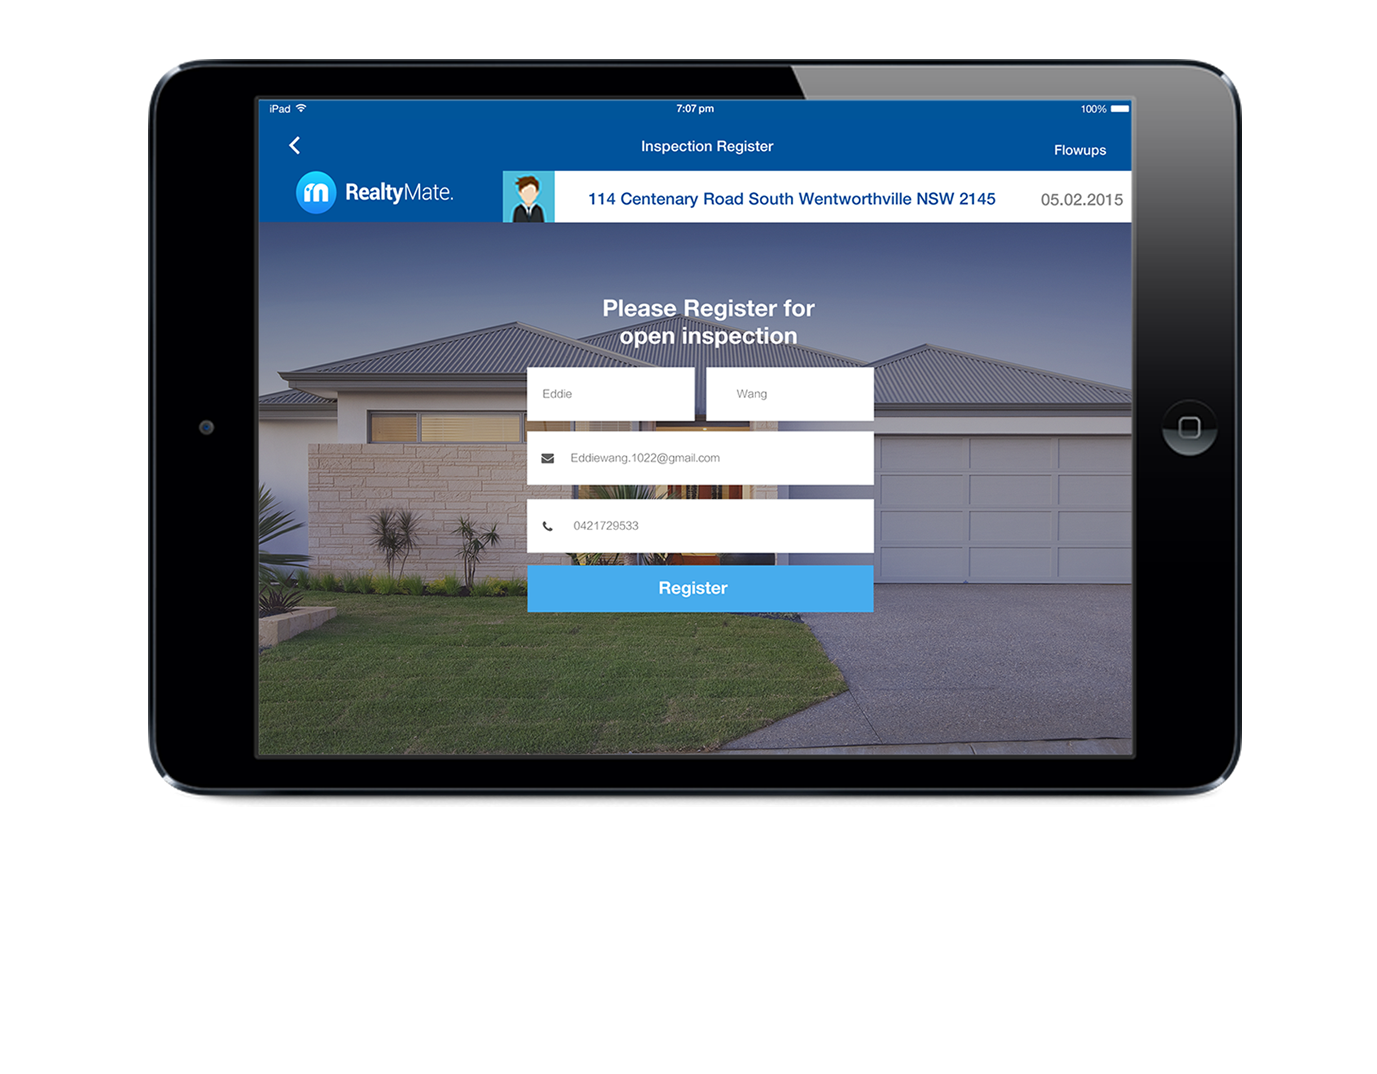 iPad
7:07 pm
100%
Inspection Register
Flowups
RealtyMate.
114 Centenary Road South Wentworthville NSW 2145
05.02.2015
Please Register for
open inspection
Eddie
Wang
Eddiewang.1022@gmail.com
0421729533
Register